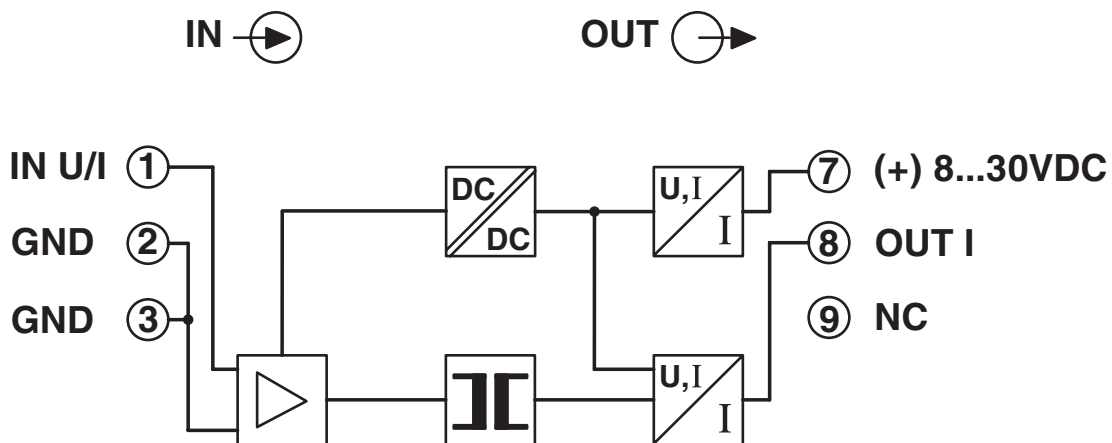 IN
OUT
IN U/I 1
GND 2
GND 3
DC
DC
U,I
I
U,I
I
7 (+) 8...30VDC
8 OUT I
9 NC